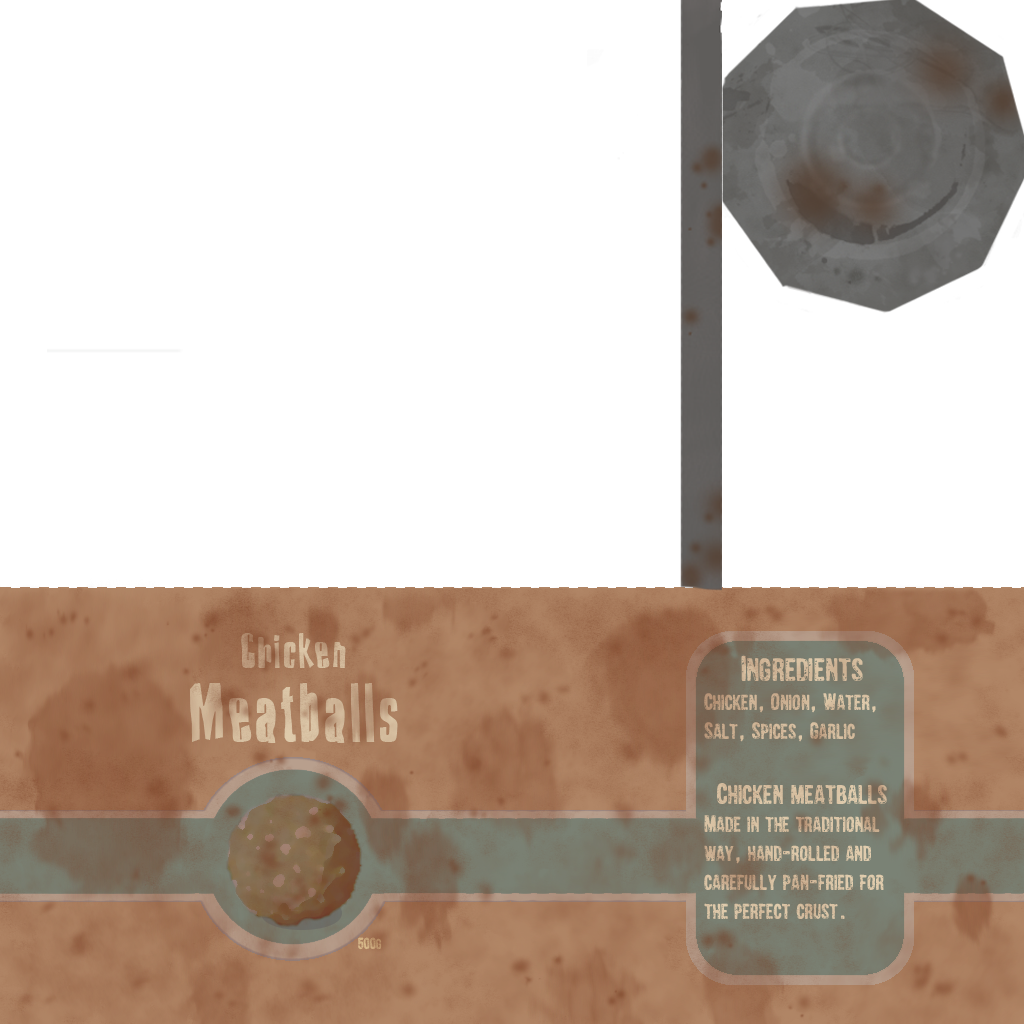 Chicken
Meatballs
500g
Ingredients
Chicken, Onion, Water,
Salt, Spices, Garlic
Chicken meatballs
Made in the traditional
way, hand-rolled and
carefully pan-fried for
the perfect crust.